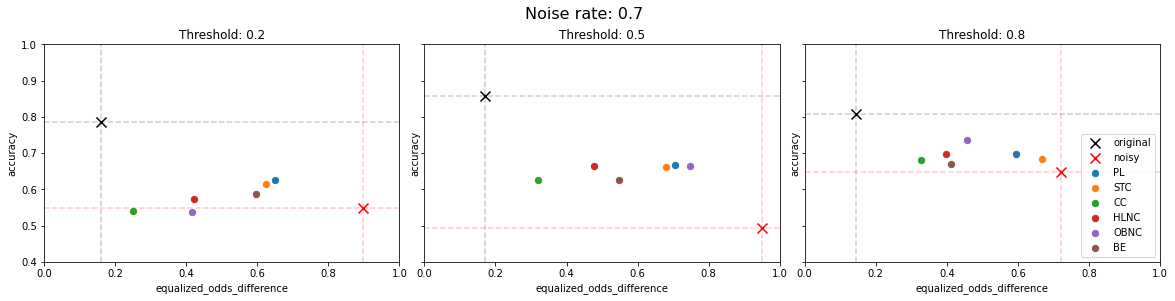 Noise rate: 0.7
Threshold: 0.2
1.0
0.9
0.8
0.7
0.6
0.5
0.4
accuracy
0.0 0.2 0.4 0.6 0.8 1.0
equalized_odds_difference
Threshold: 0.5
accuracy
0.0 0.2 0.4 0.6 0.8 1.0
equalized_odds_difference
Threshold: 0.8
accuracy
original
noisy
PL
STC
CC
HLNC
OBNC
BE
0.0 0.2 0.4 0.6 0.8 1.0
equalized_odds_difference